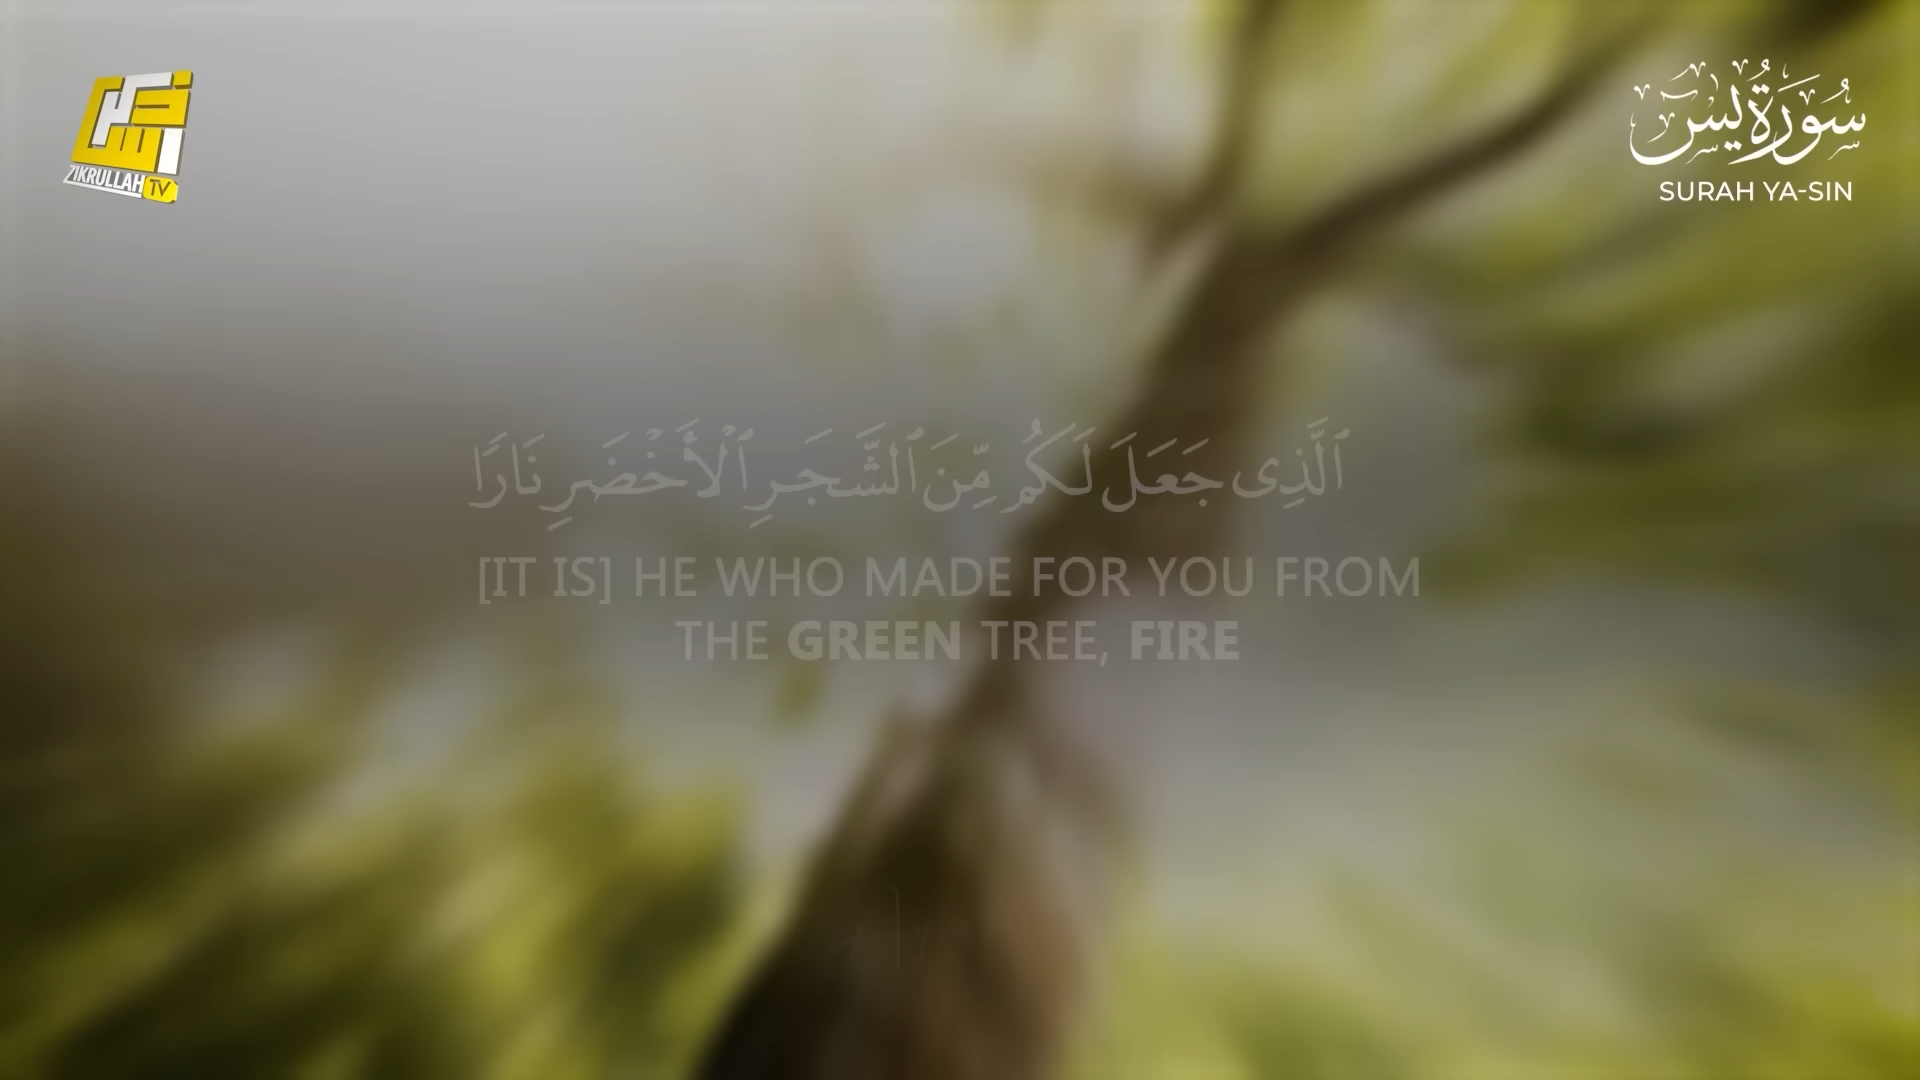 سُورَةُ يسٓ
SURAH YA-SIN
ZIKRULLAH TV
ٱلَّذِى جَعَلَ لَكُم مِّنَ ٱلشَّجَرِ ٱلْأَخْضَرِ نَارًا
[IT IS] HE WHO MADE FOR YOU FROM
THE GREEN TREE, FIRE